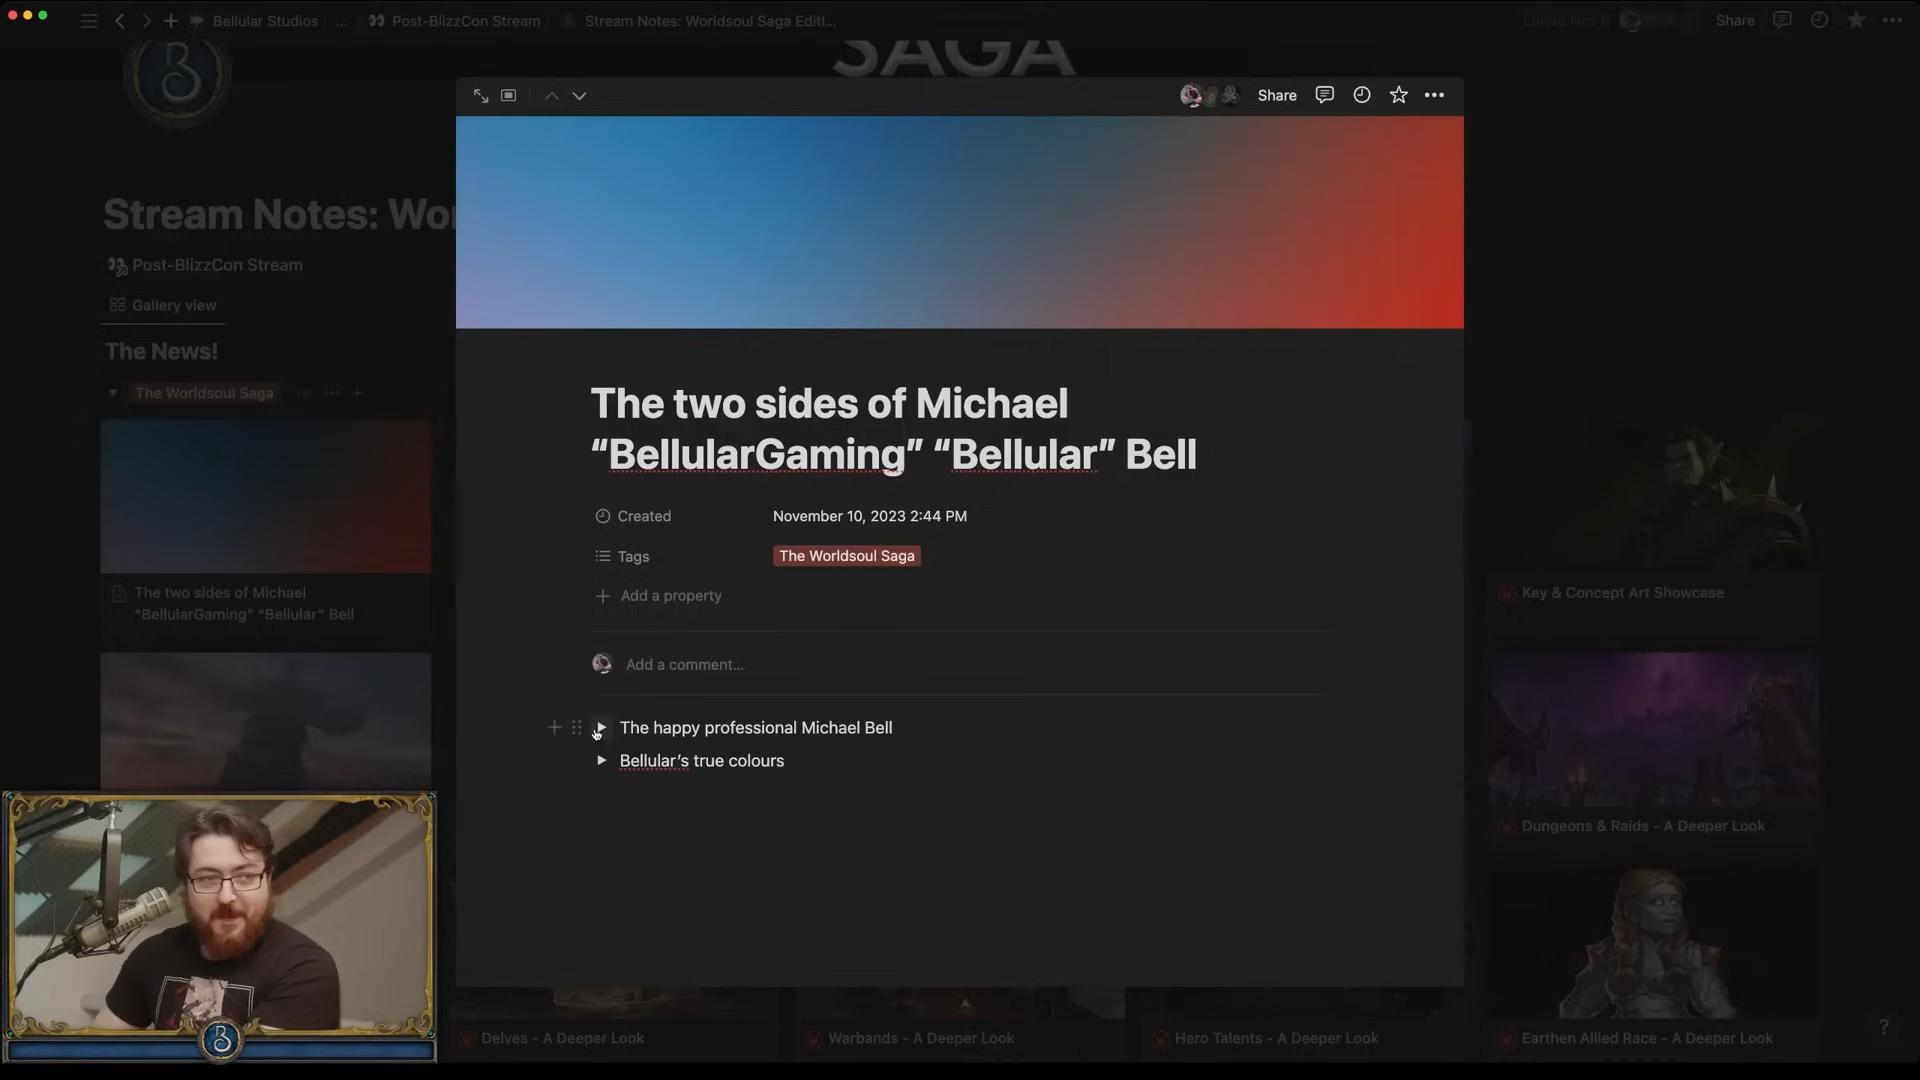 Bellular Studios / ... / Post-BlizzCon Stream / Stream Notes: Worldsoul Saga Editi...
Share
SAGA
Share
Stream Notes: Wor
Post-BlizzCon Stream
Gallery view
The News!
The Worldsoul Saga
The two sides of Michael
“BellularGaming” “Bellular” Bell
The two sides of Michael
“BellularGaming” “Bellular” Bell
Created November 10, 2023 2:44 PM
Tags The Worldsoul Saga
Add a property
Add a comment...
The happy professional Michael Bell
Bellular’s true colours
Key & Concept Art Showcase
Dungeons & Raids - A Deeper Look
Delves - A Deeper Look
Warbands - A Deeper Look
Hero Talents - A Deeper Look
Earthen Allied Race - A Deeper Look
B
?